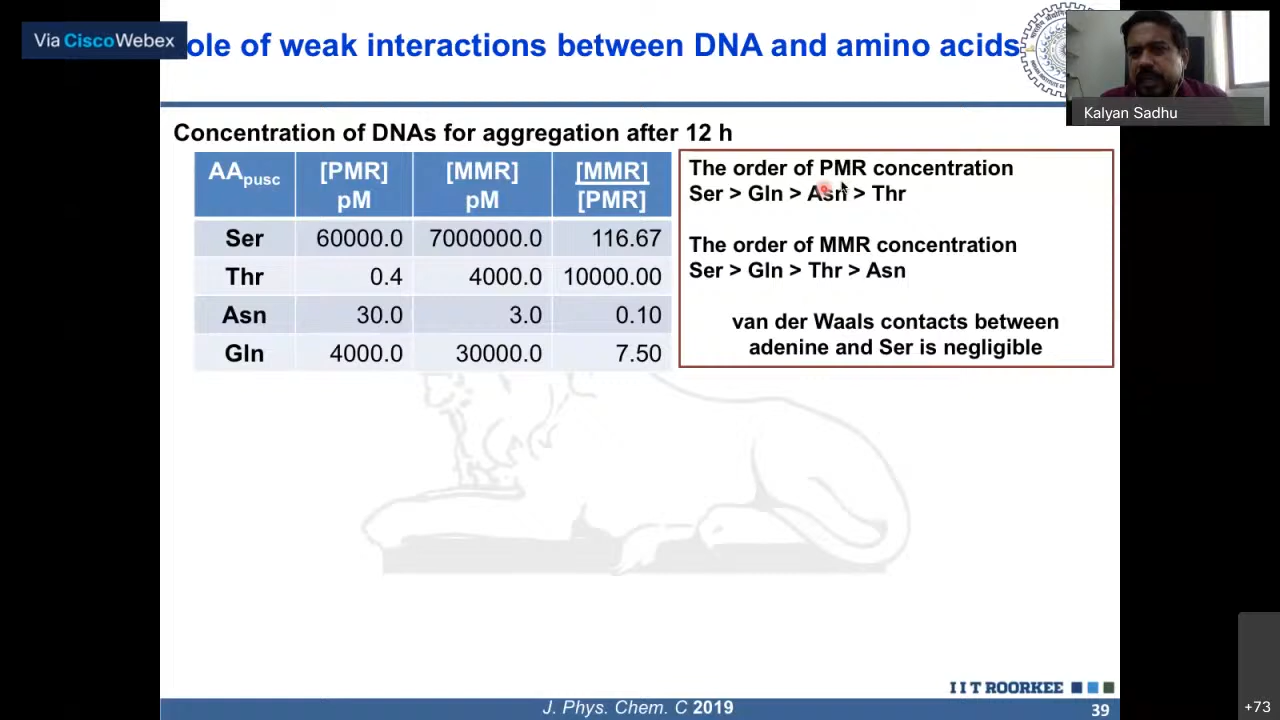 Via Cisco Webex
ole of weak interactions between DNA and amino acids
Kalyan Sadhu
Concentration of DNAs for aggregation after 12 h
AApusc [PMR] pM [MMR] pM [MMR] [PMR]
Ser 60000.0 7000000.0 116.67
Thr 0.4 4000.0 10000.00
Asn 30.0 3.0 0.10
Gln 4000.0 30000.0 7.50
The order of PMR concentration
Ser > Gln > Asn > Thr
The order of MMR concentration
Ser > Gln > Thr > Asn
van der Waals contacts between
adenine and Ser is negligible
IIT ROORKEE
J. Phys. Chem. C 2019
39
+73